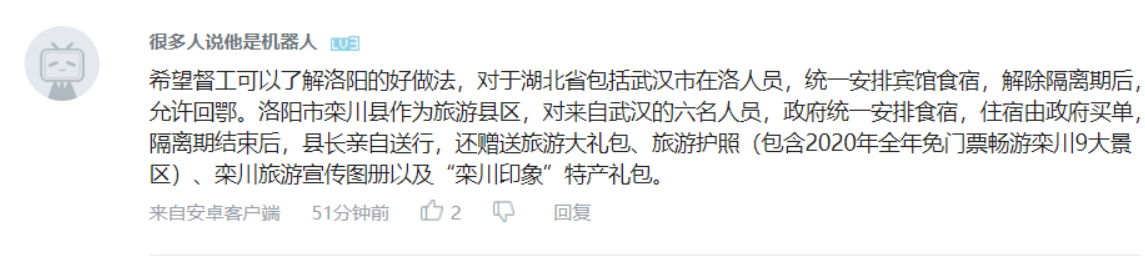 很多人说他是机器人 LV3
希望督工可以了解洛阳的好做法，对于湖北省包括武汉市在洛人员，统一安排宾馆食宿，解除隔离期后，
允许回鄂。洛阳市栾川县作为旅游县区，对来自武汉的六名人员，政府统一安排食宿，住宿由政府买单，
隔离期结束后，县长亲自送行，还赠送旅游大礼包、旅游护照（包含2020年全年免门票畅游栾川9大景
区）、栾川旅游宣传图册以及“栾川印象”特产礼包。
来自安卓客户端 51分钟前 2 回复